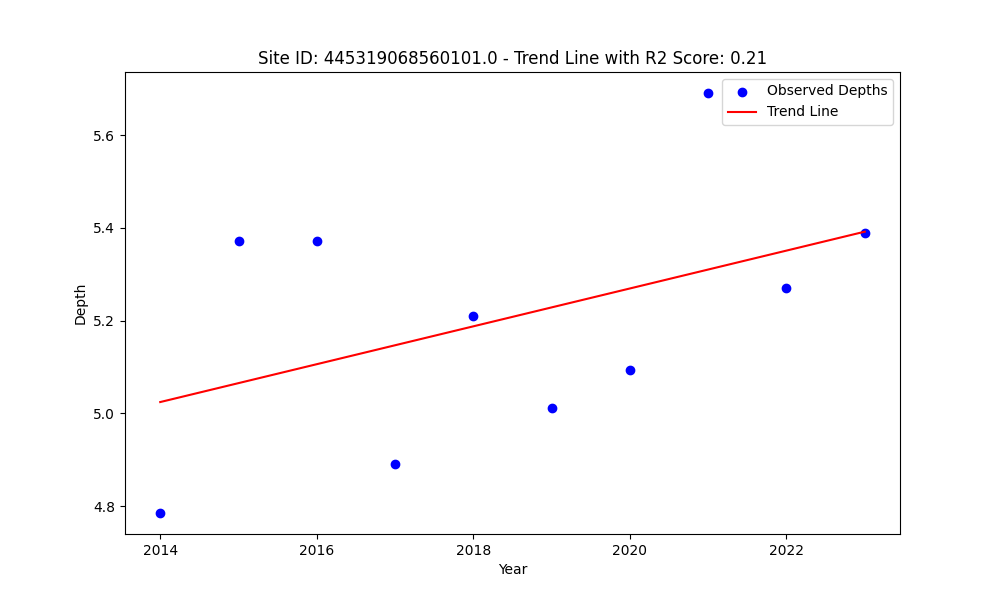 Site ID: 445319068560101.0 - Trend Line with R2 Score: 0.21
Observed Depths
Trend Line
5.6
5.4
5.2
5.0
4.8
Depth
2014 2016 2018 2020 2022
Year